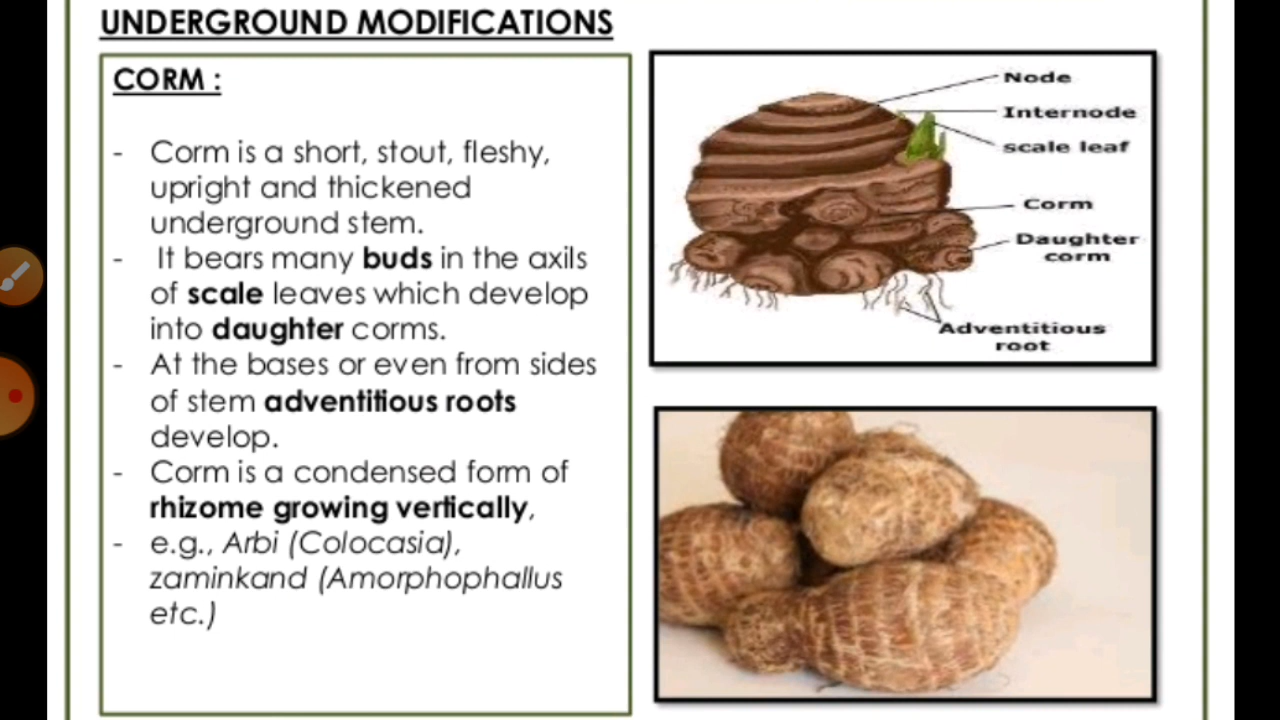 UNDERGROUND MODIFICATIONS
CORM :
- Corm is a short, stout, fleshy,
upright and thickened
underground stem.
- It bears many buds in the axils
of scale leaves which develop
into daughter corms.
- At the bases or even from sides
of stem adventitious roots
develop.
- Corm is a condensed form of
rhizome growing vertically,
- e.g., Arbi (Colocasia),
zaminkand (Amorphophallus
etc.)
Node
Internode
scale leaf
Corm
Daughter
corm
Adventitious
root